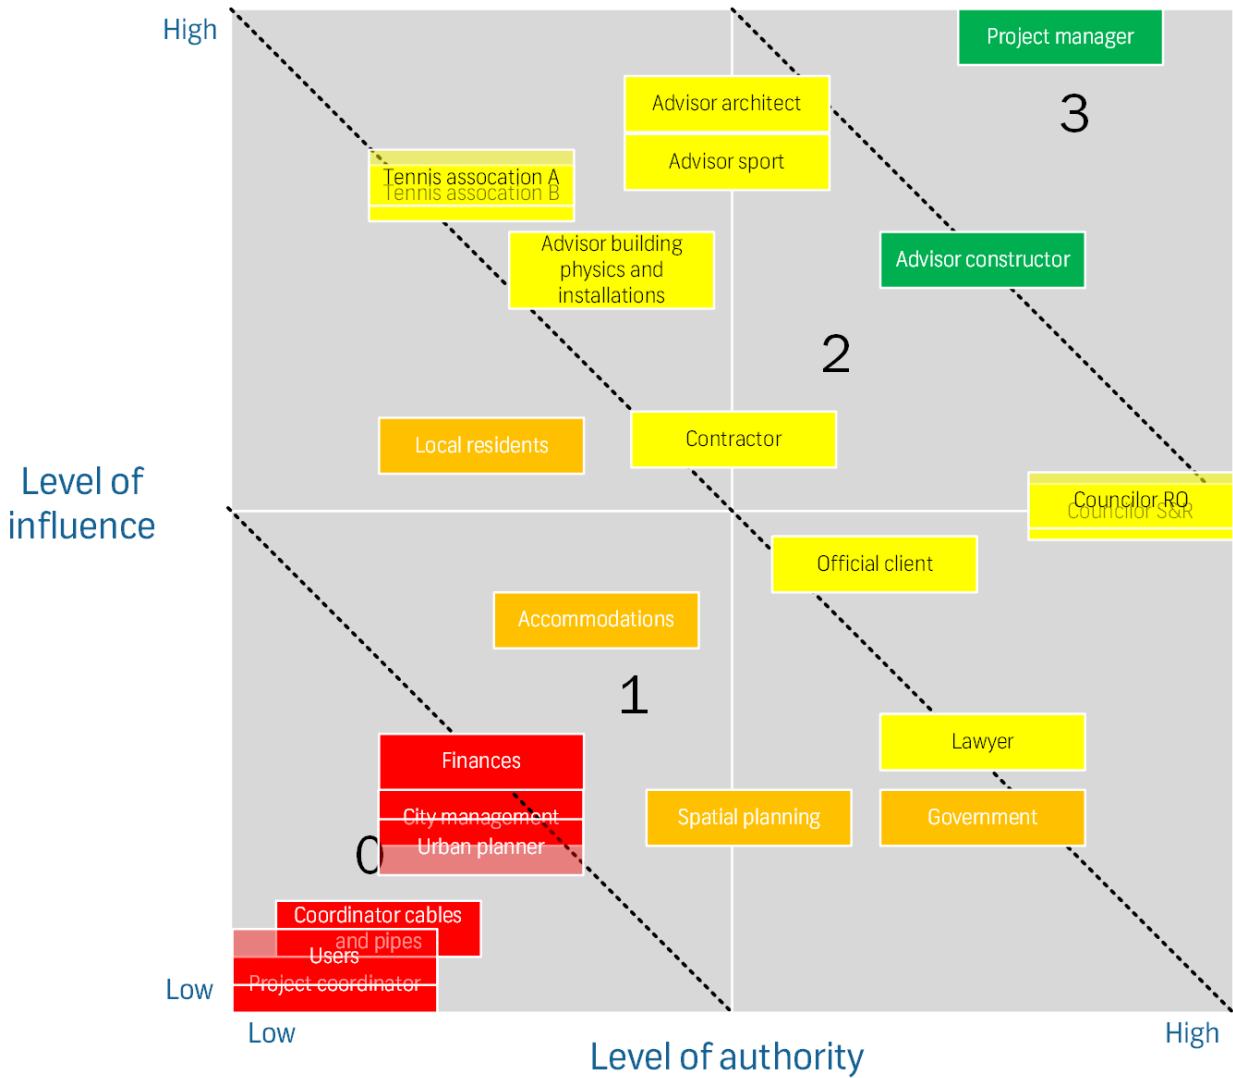 High
Project manager
Advisor architect
3
Advisor sport
Tennis assocation A
Tennis assocation B
Advisor building
physics and
installations
Advisor constructor
2
Local residents
Contractor
Level of
influence
Councilor RO
Councilor S&R
Official client
Accommodations
1
Lawyer
Finances
City management
Spatial planning
Government
Urban planner
0
Coordinator cables
and pipes
Users
Project coordinator
Low
Low
High
Level of authority